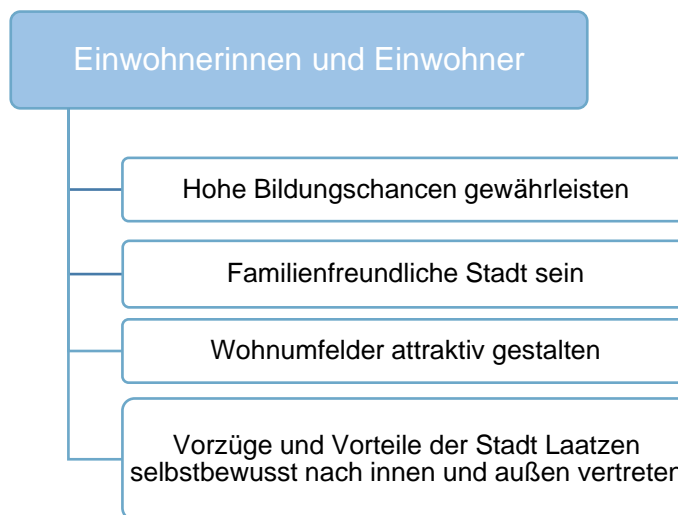 Einwohnerinnen und Einwohner
Hohe Bildungschancen gewährleisten
Familienfreundliche Stadt sein
Wohnumfelder attraktiv gestalten
Vorzüge und Vorteile der Stadt Laatzen
selbstbewusst nach innen und außen vertreten